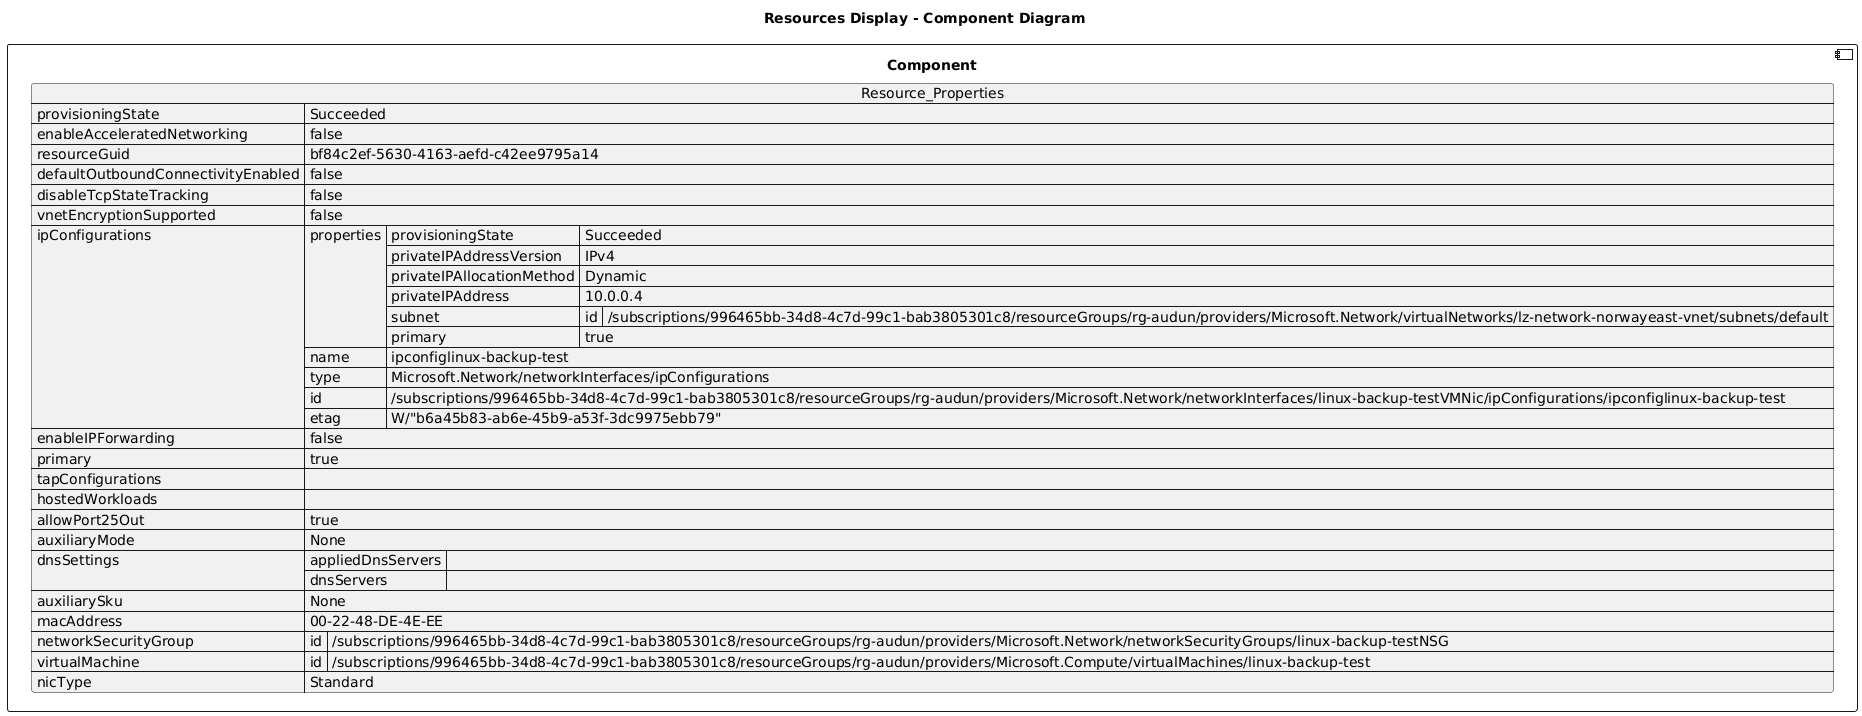 Resources Display - Component Diagram
Component
Resource_Properties
provisioningState Succeeded
enableAcceleratedNetworking false
resourceGuid bf84c2ef-5630-4163-aefd-c42ee9795a14
defaultOutboundConnectivityEnabled false
disableTcpStateTracking false
vnetEncryptionSupported false
ipConfigurations properties provisioningState Succeeded
privateIPAddressVersion IPv4
privateIPAllocationMethod Dynamic
privateIPAddress 10.0.0.4
subnet id /subscriptions/996465bb-34d8-4c7d-99c1-bab3805301c8/resourceGroups/rg-audun/providers/Microsoft.Network/virtualNetworks/lz-network-norwayeast-vnet/subnets/default
primary true
name ipconfiglinux-backup-test
type Microsoft.Network/networkInterfaces/ipConfigurations
id /subscriptions/996465bb-34d8-4c7d-99c1-bab3805301c8/resourceGroups/rg-audun/providers/Microsoft.Network/networkInterfaces/linux-backup-testVMNic/ipConfigurations/ipconfiglinux-backup-test
etag W/"b6a45b83-ab6e-45b9-a53f-3dc9975ebb79"
enableIPForwarding false
primary true
tapConfigurations
hostedWorkloads
allowPort25Out true
auxiliaryMode None
dnsSettings appliedDnsServers
dnsServers
auxiliarySku None
macAddress 00-22-48-DE-4E-EE
networkSecurityGroup id /subscriptions/996465bb-34d8-4c7d-99c1-bab3805301c8/resourceGroups/rg-audun/providers/Microsoft.Network/networkSecurityGroups/linux-backup-testNSG
virtualMachine id /subscriptions/996465bb-34d8-4c7d-99c1-bab3805301c8/resourceGroups/rg-audun/providers/Microsoft.Compute/virtualMachines/linux-backup-test
nicType Standard